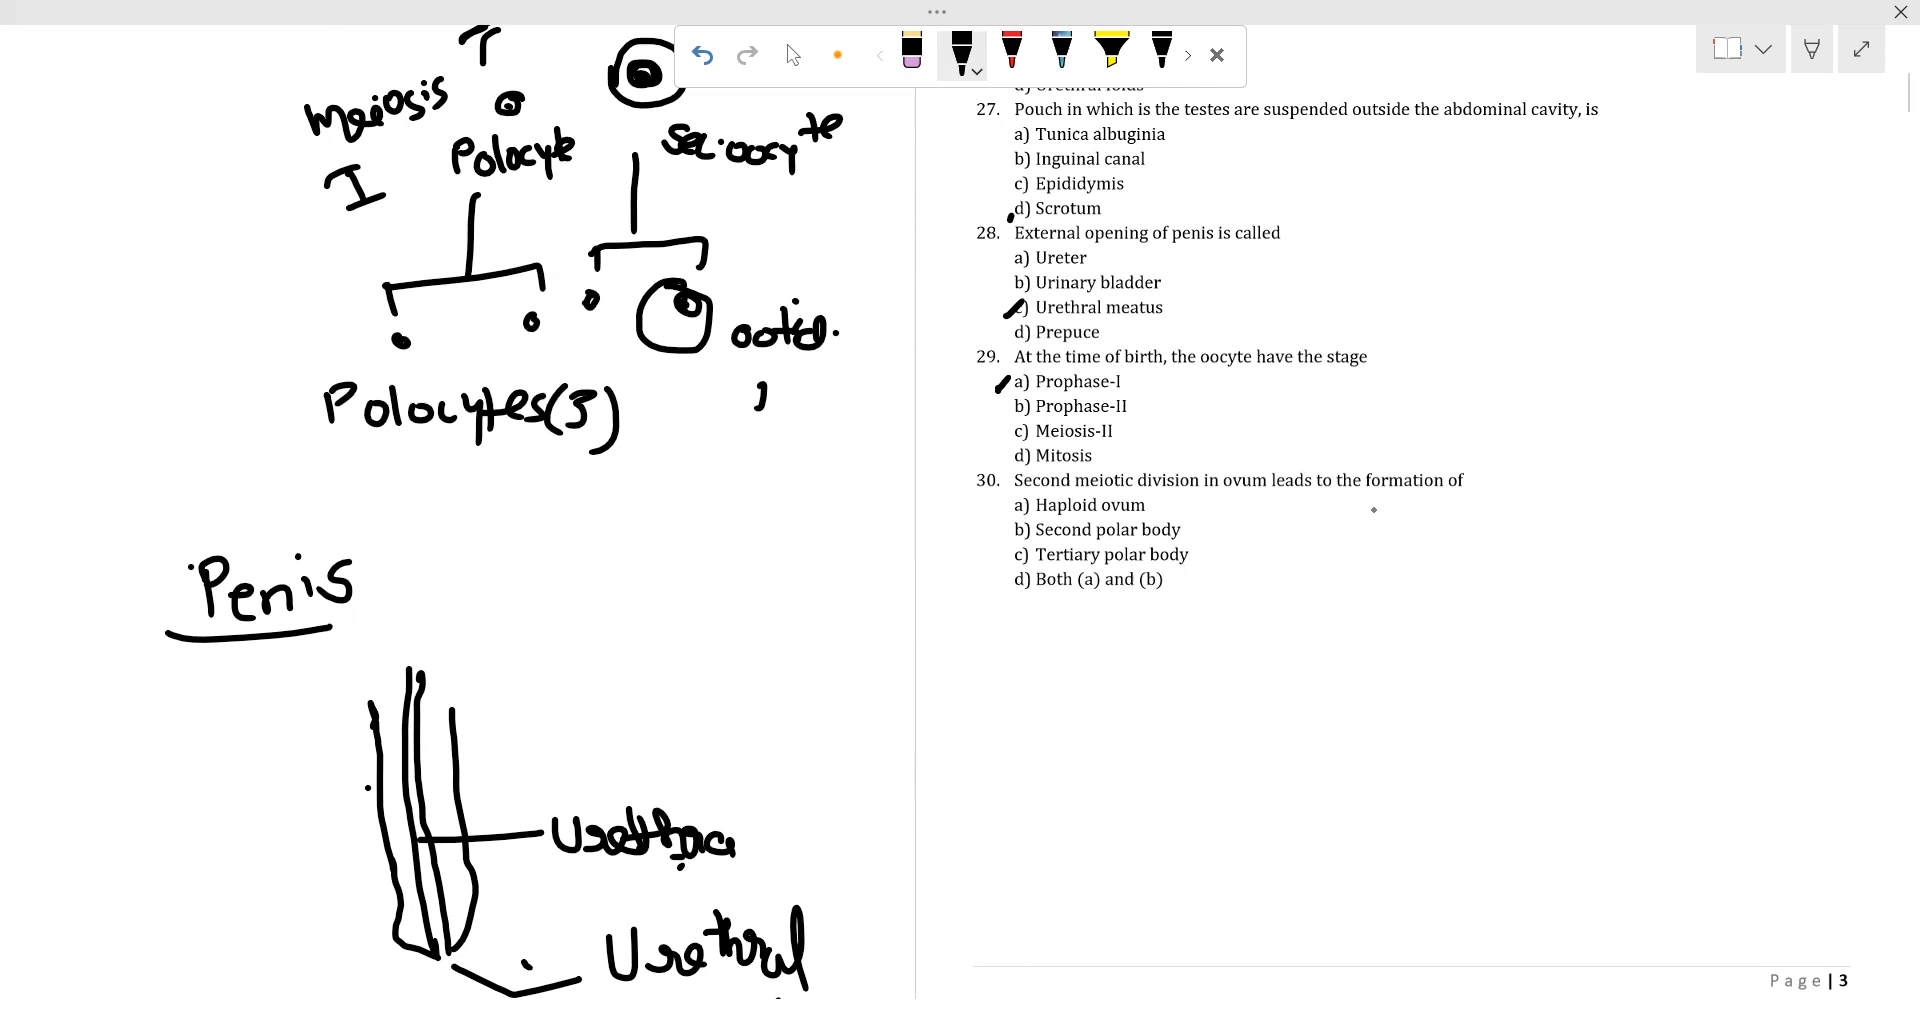 Meiosis
I
Polocyte
Sec.oocyte
ootid.
Polocytes(3)
Penis
Urethra
Urethral
27. Pouch in which is the testes are suspended outside the abdominal cavity, is
a) Tunica albuginia
b) Inguinal canal
c) Epididymis
d) Scrotum
28. External opening of penis is called
a) Ureter
b) Urinary bladder
c) Urethral meatus
d) Prepuce
29. At the time of birth, the oocyte have the stage
a) Prophase-I
b) Prophase-II
c) Meiosis-II
d) Mitosis
30. Second meiotic division in ovum leads to the formation of
a) Haploid ovum
b) Second polar body
c) Tertiary polar body
d) Both (a) and (b)
Page | 3